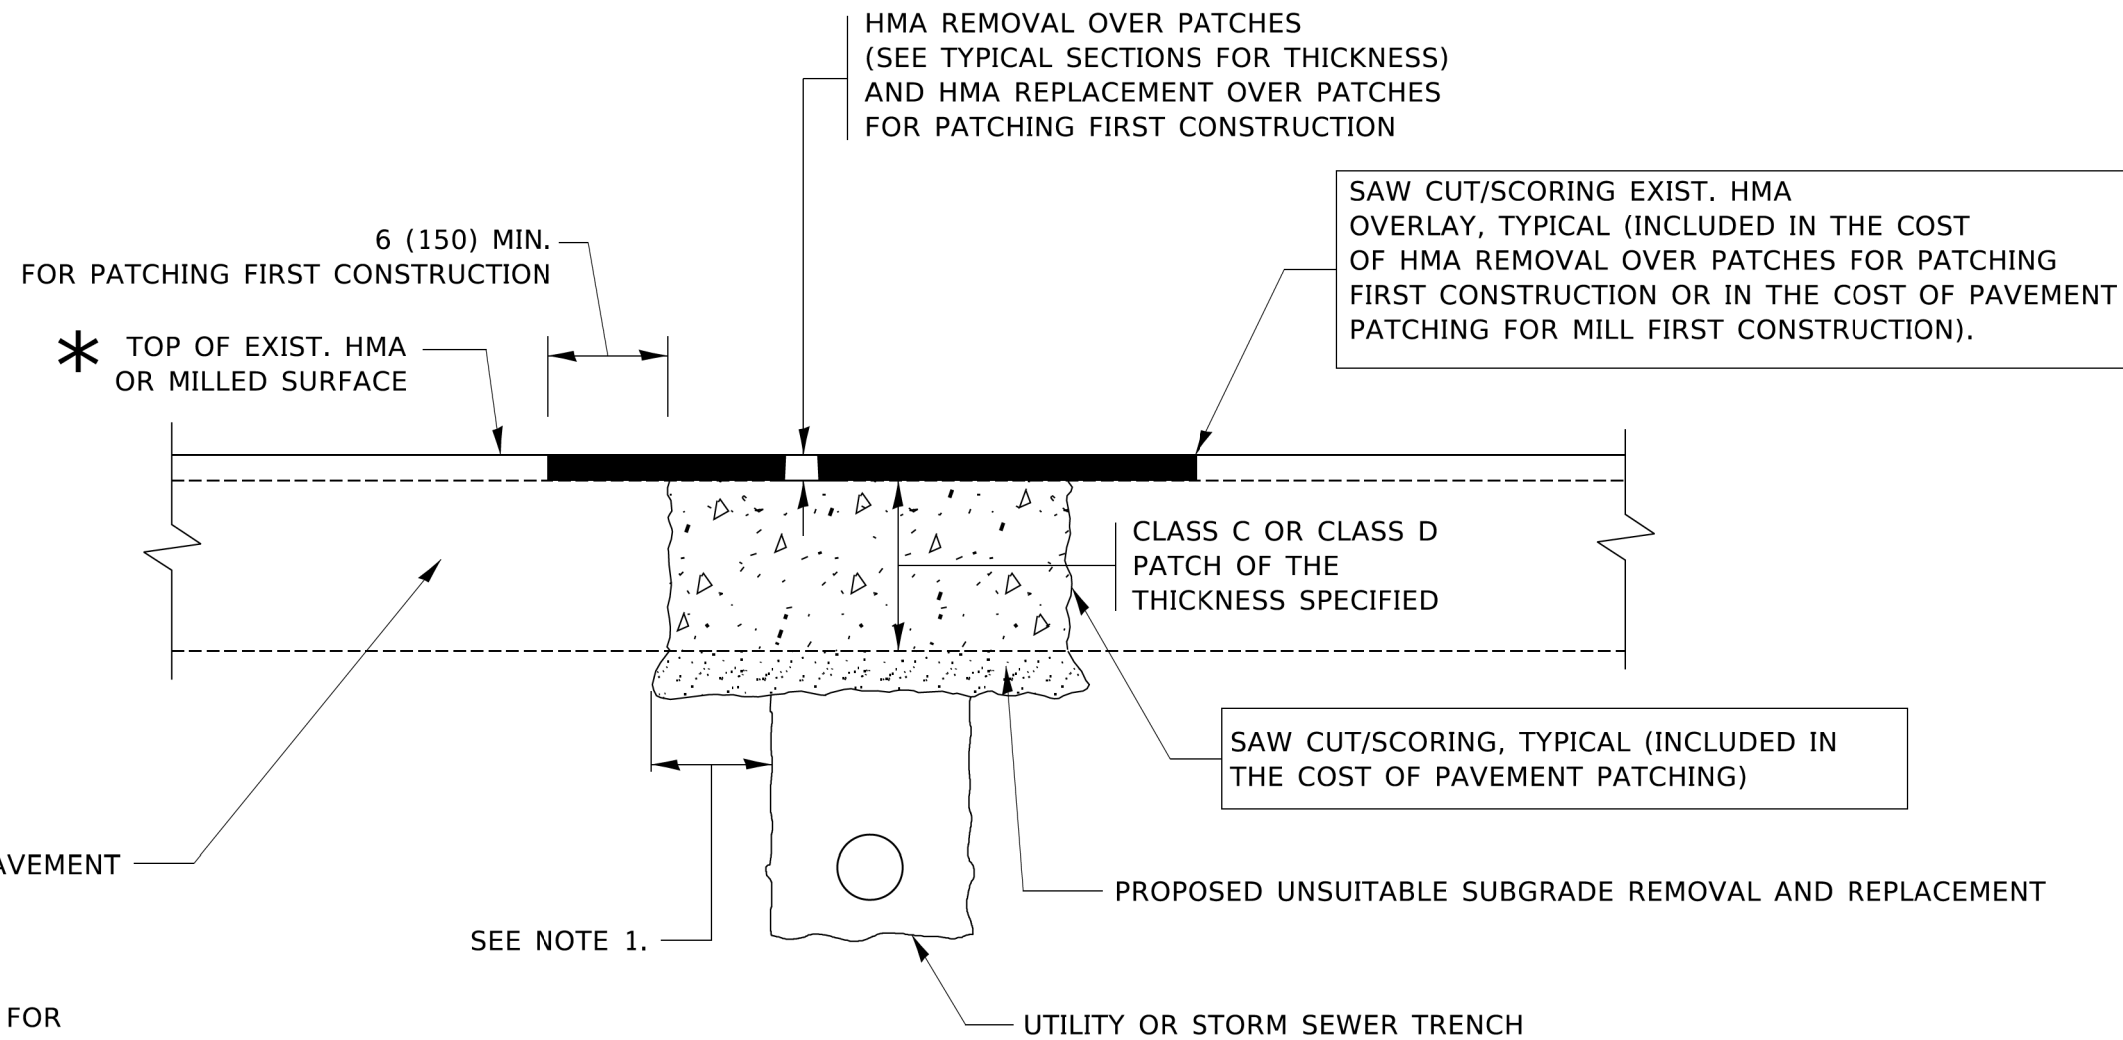 HMA REMOVAL OVER PATCHES
(SEE TYPICAL SECTIONS FOR THICKNESS)
AND HMA REPLACEMENT OVER PATCHES
FOR PATCHING FIRST CONSTRUCTION
SAW CUT/SCORING EXIST. HMA
OVERLAY, TYPICAL (INCLUDED IN THE COST
OF HMA REMOVAL OVER PATCHES FOR PATCHING
FIRST CONSTRUCTION OR IN THE COST OF PAVEMENT
PATCHING FOR MILL FIRST CONSTRUCTION).
6 (150) MIN.
FOR PATCHING FIRST CONSTRUCTION
* TOP OF EXIST. HMA
OR MILLED SURFACE
CLASS C OR CLASS D
PATCH OF THE
THICKNESS SPECIFIED
SAW CUT/SCORING, TYPICAL (INCLUDED IN
THE COST OF PAVEMENT PATCHING)
AVEMENT
PROPOSED UNSUITABLE SUBGRADE REMOVAL AND REPLACEMENT
SEE NOTE 1.
FOR
UTILITY OR STORM SEWER TRENCH